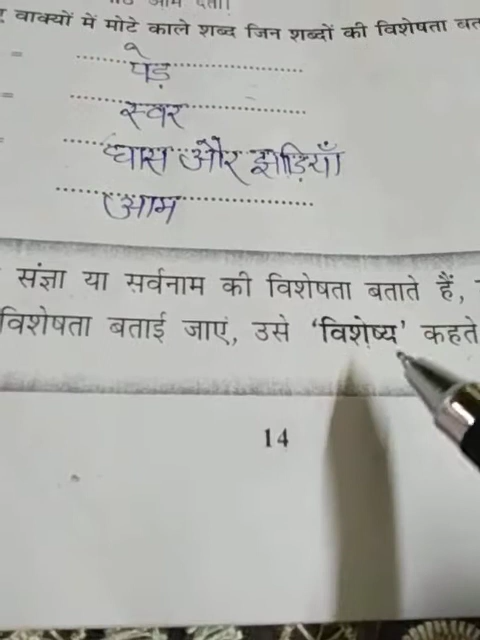 वाक्यों में मोटे काले शब्द जिन शब्दों की विशेषता
=
पेड़
=
स्वर
घास और झाड़ियाँ
आम
संज्ञा या सर्वनाम की विशेषता बताते हैं,
विशेषता बताई जाएं, उसे ‘विशेष्य’ कहते
14